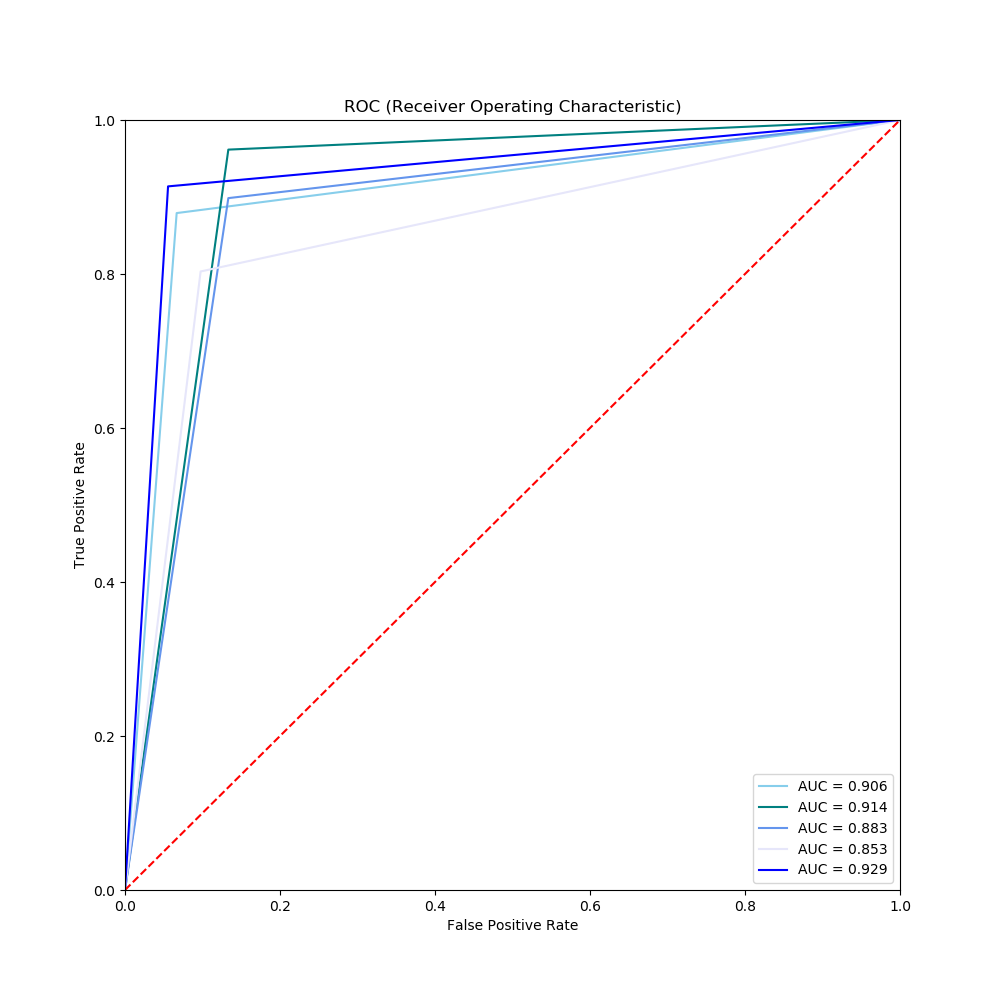 ROC (Receiver Operating Characteristic)
1.0
0.8
0.6
0.4
0.2
0.0
True Positive Rate
0.0 0.2 0.4 0.6 0.8 1.0
False Positive Rate
AUC = 0.906
AUC = 0.914
AUC = 0.883
AUC = 0.853
AUC = 0.929